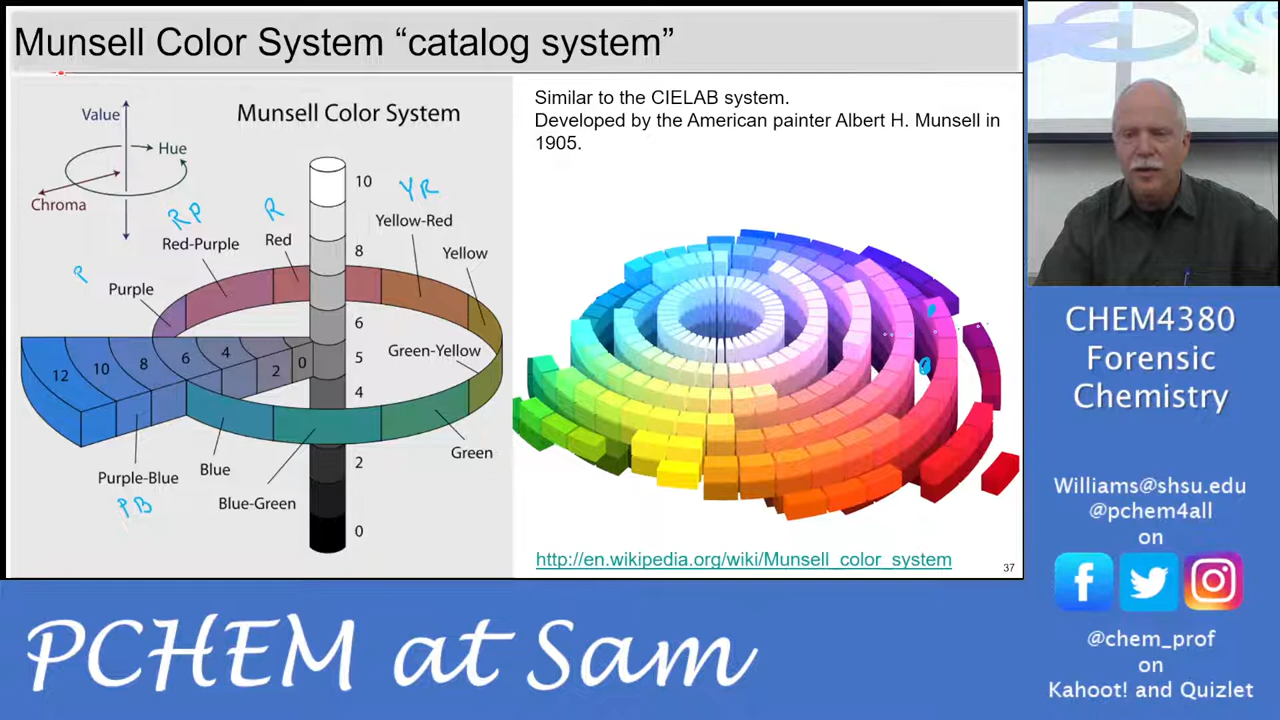 Munsell Color System “catalog system”
Value
Hue
Chroma
Munsell Color System
10
8
6
5
4
2
0
YR
R
RP
P
Yellow-Red
Red
Red-Purple
Yellow
Purple
Green-Yellow
12
10
8
6
4
2
0
Purple-Blue
PB
Blue
Blue-Green
Green
Similar to the CIELAB system.
Developed by the American painter Albert H. Munsell in
1905.
http://en.wikipedia.org/wiki/Munsell_color_system
37
CHEM4380
Forensic
Chemistry
Williams@shsu.edu
@pchem4all
on
f
@chem_prof
on
Kahoot! and Quizlet
PCHEM at Sam